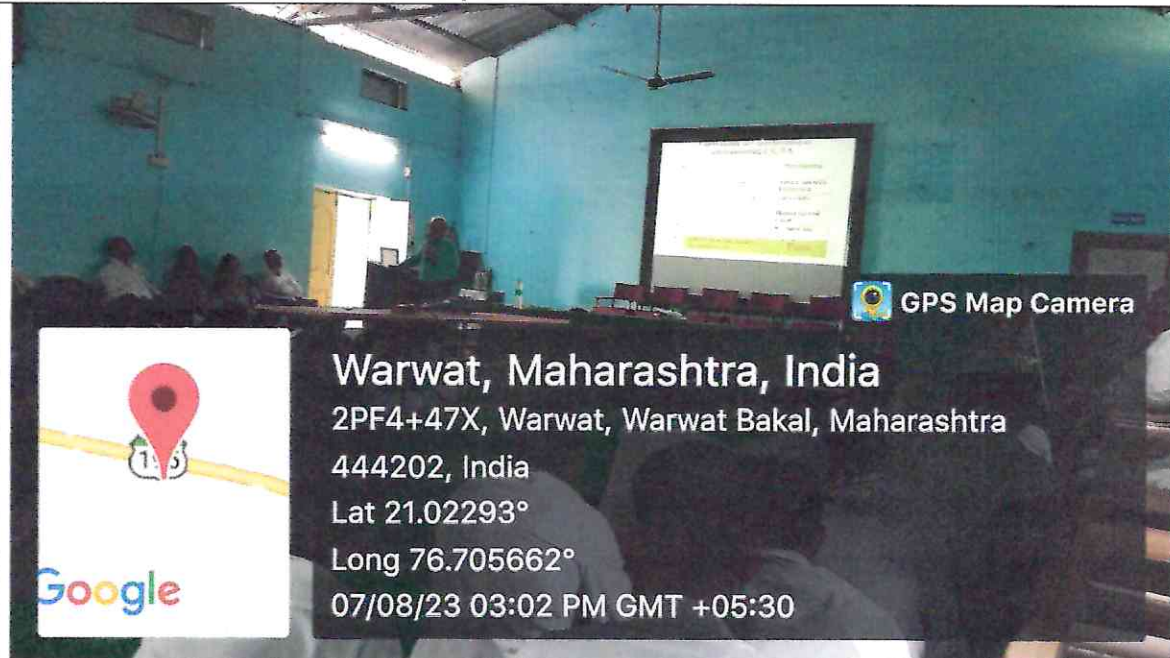 GPS Map Camera
Warwat, Maharashtra, India
2PF4+47X, Warwat, Warwat Bakal, Maharashtra
444202, India
Lat 21.02293°
Long 76.705662°
07/08/23 03:02 PM GMT +05:30
Google